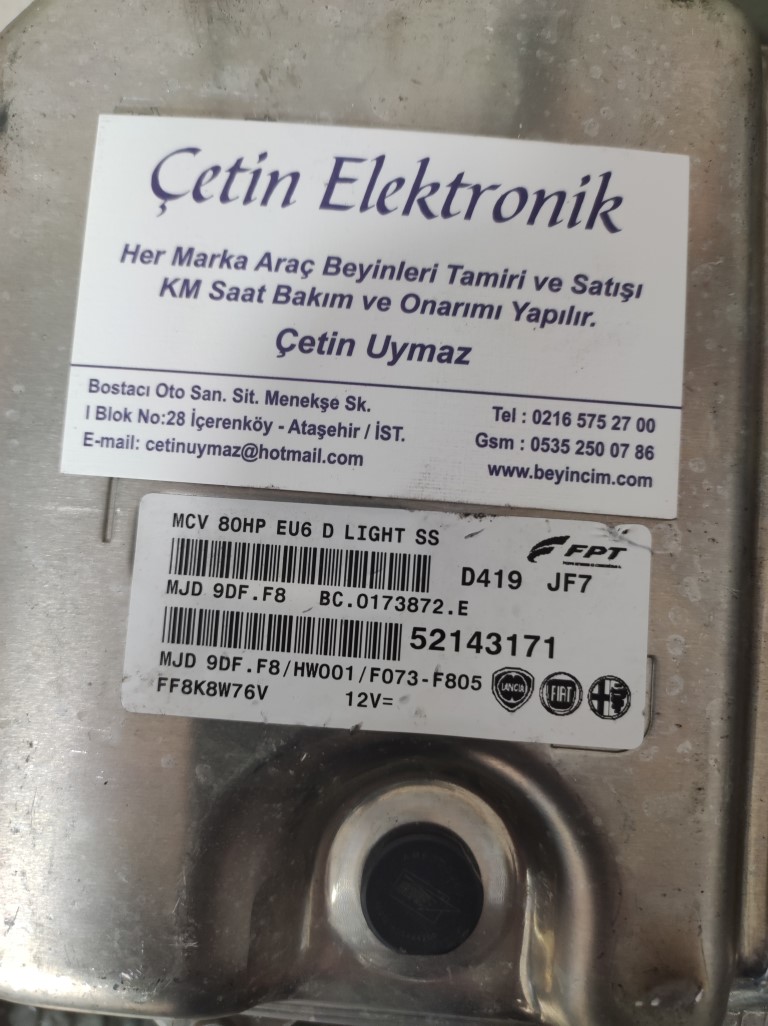 Çetin Elektronik
Her Marka Araç Beyinleri Tamiri ve Satışı
KM Saat Bakım ve Onarımı Yapılır.
Çetin Uymaz
Bostacı Oto San. Sit. Menekşe Sk.
I Blok No:28 İçerenköy - Ataşehir / İST.
E-mail: cetinuymaz@hotmail.com
Tel : 0216 575 27 00
Gsm : 0535 250 07 86
www.beyincim.com
MCV 80HP EU6 D LIGHT SS
FPT
D419 JF7
MJD 9DF.F8 BC.0173872.E
52143171
MJD 9DF.F8/HW001/F073-F805
LANCIA
FIAT
FF8K8W76V 12V=